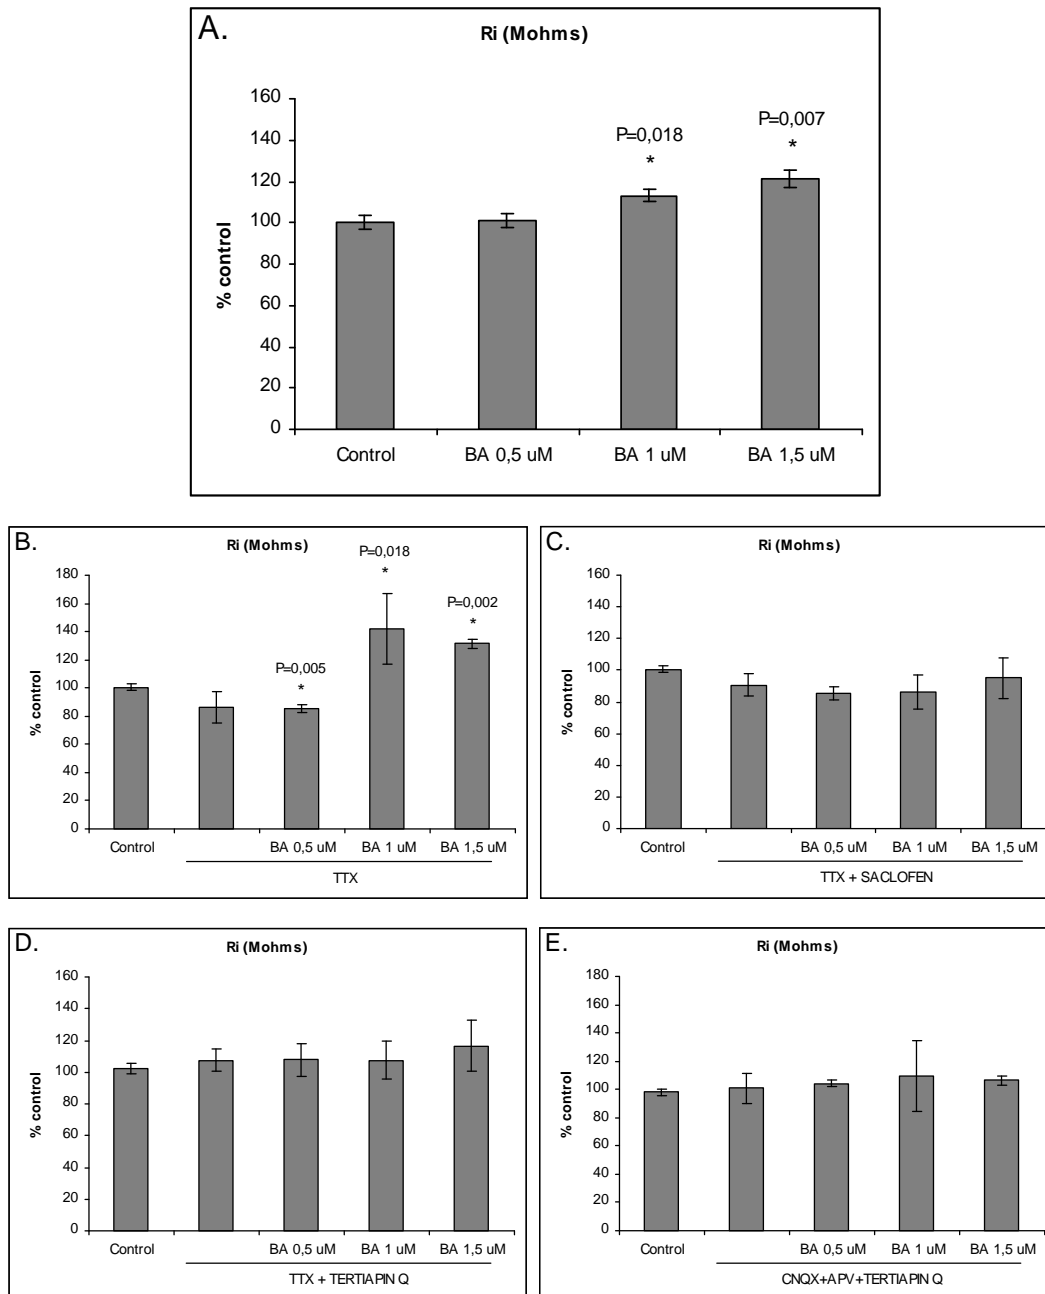 A.
Ri (Mohms)
% control
160
140
120
100
80
60
40
20
0
P=0,018
*
P=0,007
*
Control BA 0,5 uM BA 1 uM BA 1,5 uM
B.
Ri (Mohms)
% control
180
160
140
120
100
80
60
40
20
0
P=0,005
*
P=0,018
*
P=0,002
*
Control BA 0,5 uM BA 1 uM BA 1,5 uM
TTX
C.
Ri (Mohms)
% control
160
140
120
100
80
60
40
20
0
Control BA 0,5 uM BA 1 uM BA 1,5 uM
TTX + SACLOFEN
D.
Ri (Mohms)
% control
160
140
120
100
80
60
40
20
0
Control BA 0,5 uM BA 1 uM BA 1,5 uM
TTX + TERTIAPIN Q
E.
Ri (Mohms)
% control
180
160
140
120
100
80
60
40
20
0
Control BA 0,5 uM BA 1 uM BA 1,5 uM
CNQX+APV+TERTIAPIN Q